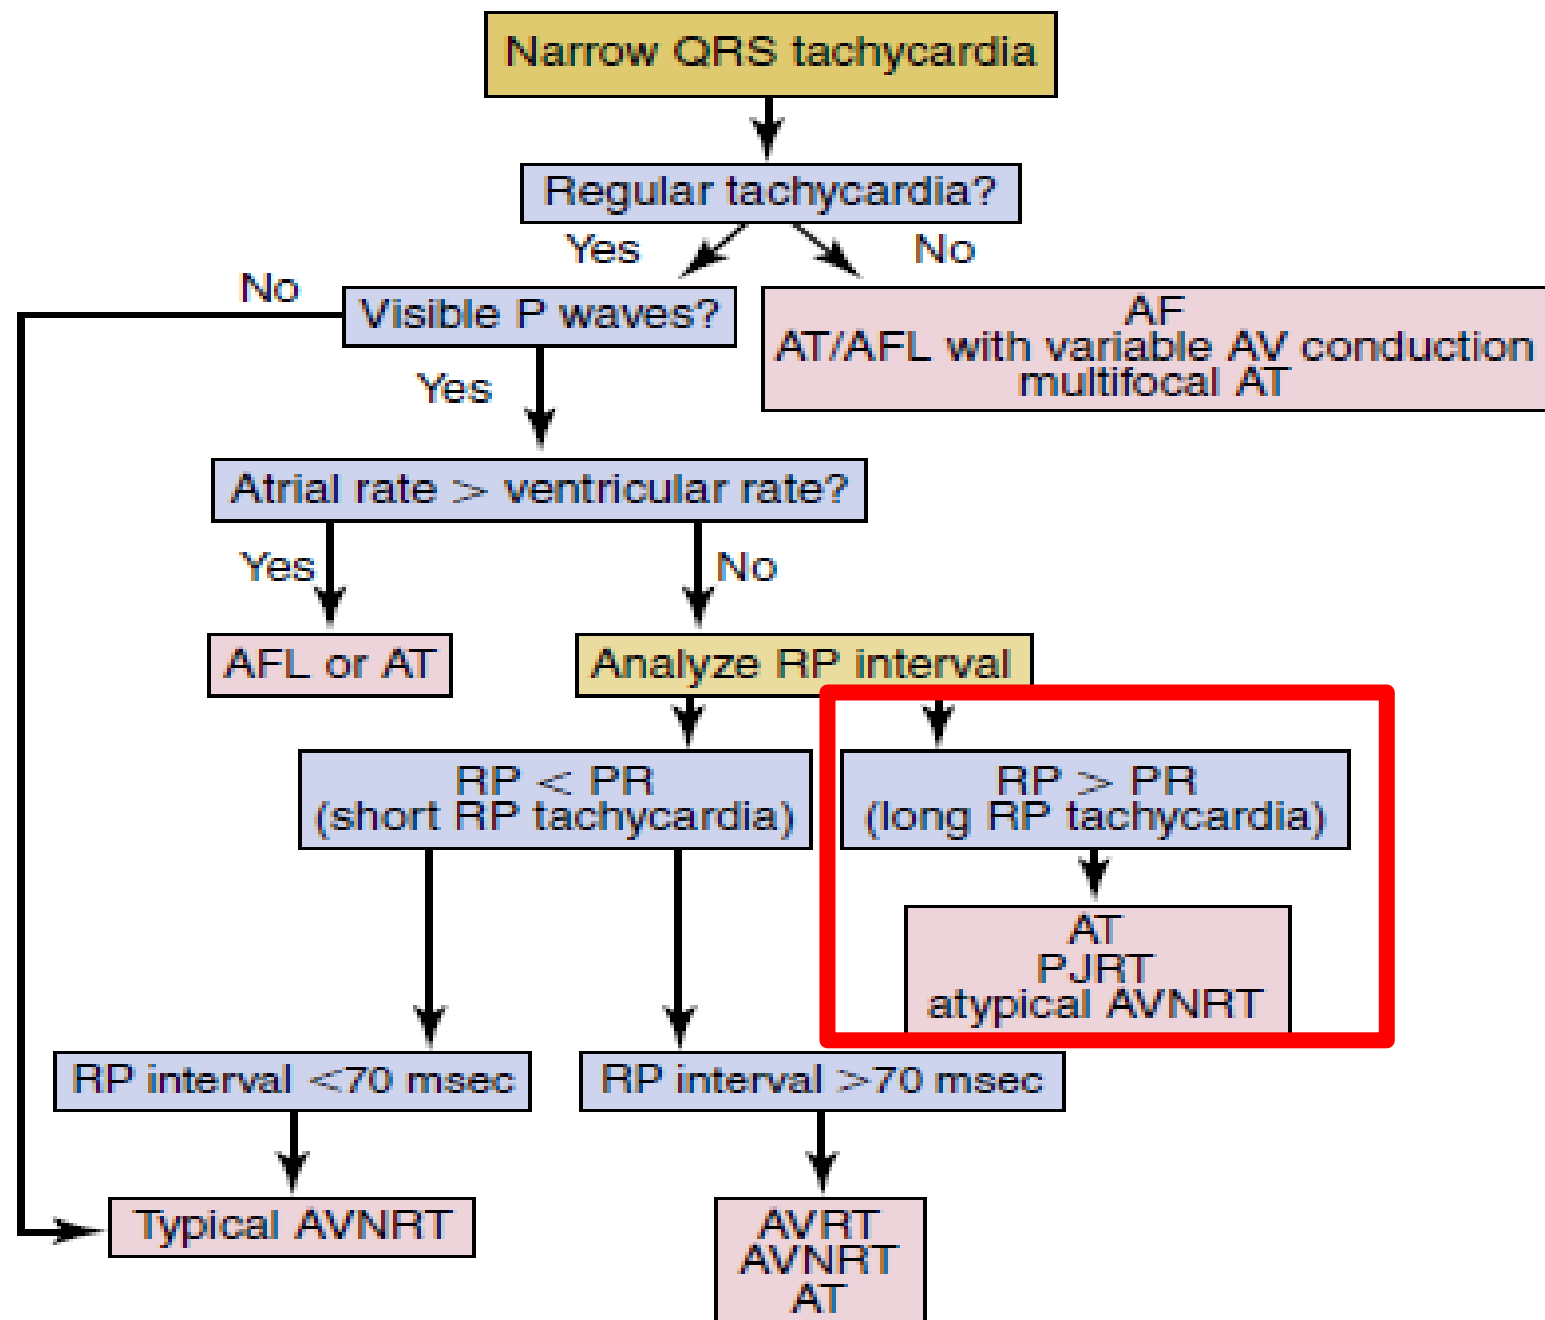 Narrow QRS tachycardia
Regular tachycardia?
Yes
No
No
Visible P waves?
AF
AT/AFL with variable AV conduction
multifocal AT
Yes
Atrial rate > ventricular rate?
Yes
No
AFL or AT
Analyze RP interval
RP < PR
(short RP tachycardia)
RP > PR
(long RP tachycardia)
AT
PJRT
atypical AVNRT
RP interval <70 msec
RP interval >70 msec
Typical AVNRT
AVRT
AVNRT
AT